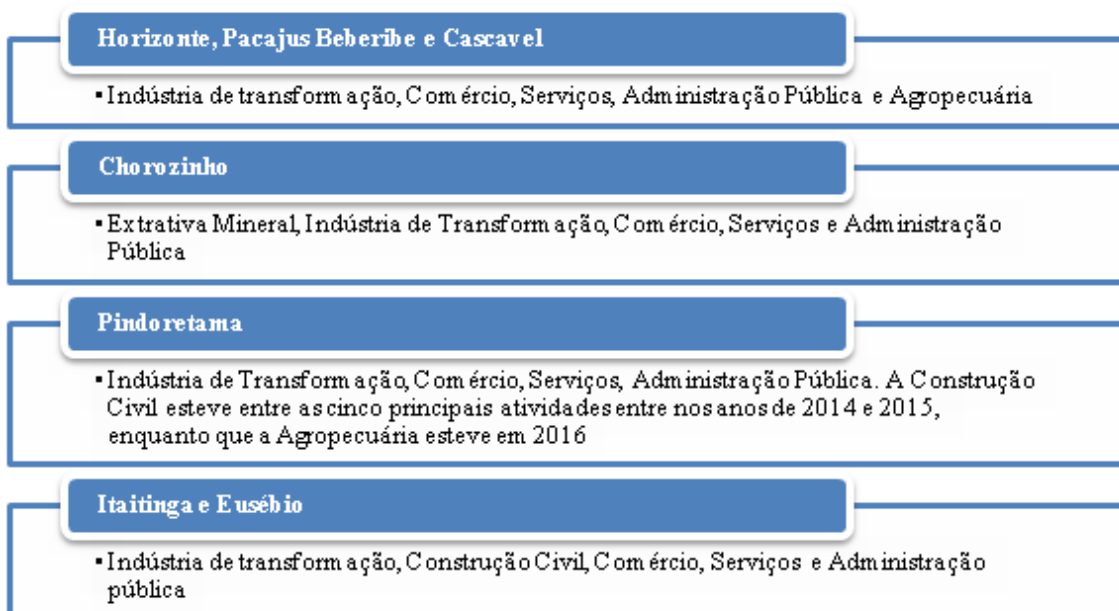 Horizonte, Pacajus Beberibe e Cascavel
▪Indústria de transformação, Comércio, Serviços, Administração Pública e Agropecuária
Chorozinho
▪Extrativa Mineral, Indústria de Transformação, Comércio, Serviços e Administração
Pública
Pindoretama
▪Indústria de Transformação, Comércio, Serviços, Administração Pública. A Construção
Civil esteve entre as cinco principais atividades entre nos anos de 2014 e 2015,
enquanto que a Agropecuária esteve em 2016
Itaitinga e Eusébio
▪Indústria de transformação, Construção Civil, Comércio, Serviços e Administração
pública